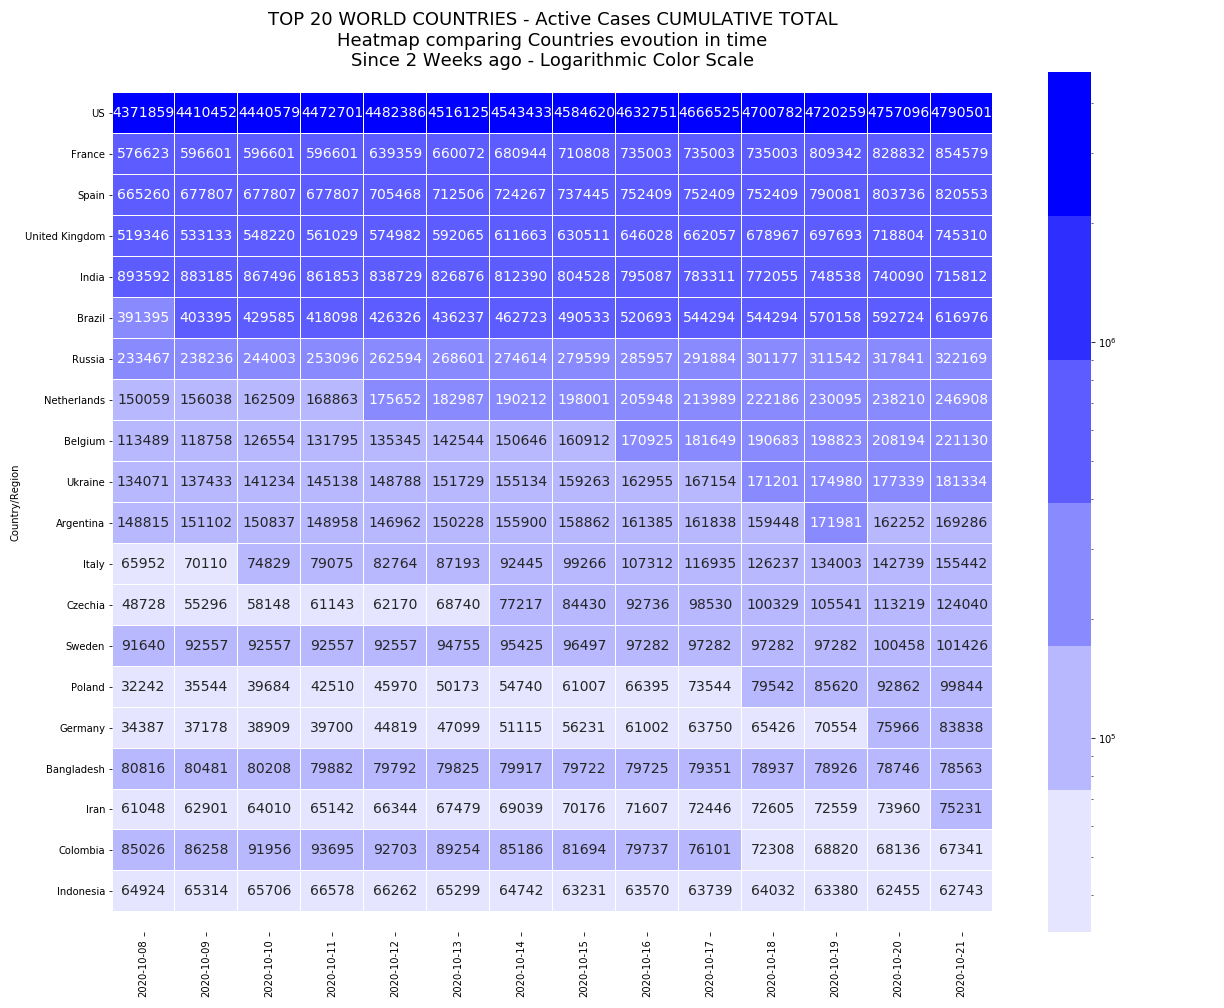 TOP 20 WORLD COUNTRIES - Active Cases CUMULATIVE TOTAL
Heatmap comparing Countries evoution in time
Since 2 Weeks ago - Logarithmic Color Scale
US 4371859 4410452 4440579 4472701 4482386 4516125 4543433 4584620 4632751 4666525 4700782 4720259 4757096 4790501
France 576623 596601 596601 596601 639359 660072 680944 710808 735003 735003 735003 809342 828832 854579
Spain 665260 677807 677807 677807 705468 712506 724267 737445 752409 752409 752409 790081 803736 820553
United Kingdom 519346 533133 548220 561029 574982 592065 611663 630511 646028 662057 678967 697693 718804 745310
India 893592 883185 867496 861853 838729 826876 812390 804528 795087 783311 772055 748538 740090 715812
Brazil 391395 403395 429585 418098 426326 436237 462723 490533 520693 544294 544294 570158 592724 616976
Russia 233467 238236 244003 253096 262594 268601 274614 279599 285957 291884 301177 311542 317841 322169
Netherlands 150059 156038 162509 168863 175652 182987 190212 198001 205948 213989 222186 230095 238210 246908
Belgium 113489 118758 126554 131795 135345 142544 150646 160912 170925 181649 190683 198823 208194 221130
Ukraine 134071 137433 141234 145138 148788 151729 155134 159263 162955 167154 171201 174980 177339 181334
Argentina 148815 151102 150837 148958 146962 150228 155900 158862 161385 161838 159448 171981 162252 169286
Italy 65952 70110 74829 79075 82764 87193 92445 99266 107312 116935 126237 134003 142739 155442
Czechia 48728 55296 58148 61143 62170 68740 77217 84430 92736 98530 100329 105541 113219 124040
Sweden 91640 92557 92557 92557 92557 94755 95425 96497 97282 97282 97282 97282 100458 101426
Poland 32242 35544 39684 42510 45970 50173 54740 61007 66395 73544 79542 85620 92862 99844
Germany 34387 37178 38909 39700 44819 47099 51115 56231 61002 63750 65426 70554 75966 83838
Bangladesh 80816 80481 80208 79882 79792 79825 79917 79722 79725 79351 78937 78926 78746 78563
Iran 61048 62901 64010 65142 66344 67479 69039 70176 71607 72446 72605 72559 73960 75231
Colombia 85026 86258 91956 93695 92703 89254 85186 81694 79737 76101 72308 68820 68136 67341
Indonesia 64924 65314 65706 66578 66262 65299 64742 63231 63570 63739 64032 63380 62455 62743
Country/Region
2020-10-08 2020-10-09 2020-10-10 2020-10-11 2020-10-12 2020-10-13 2020-10-14 2020-10-15 2020-10-16 2020-10-17 2020-10-18 2020-10-19 2020-10-20 2020-10-21
10⁶
10⁵